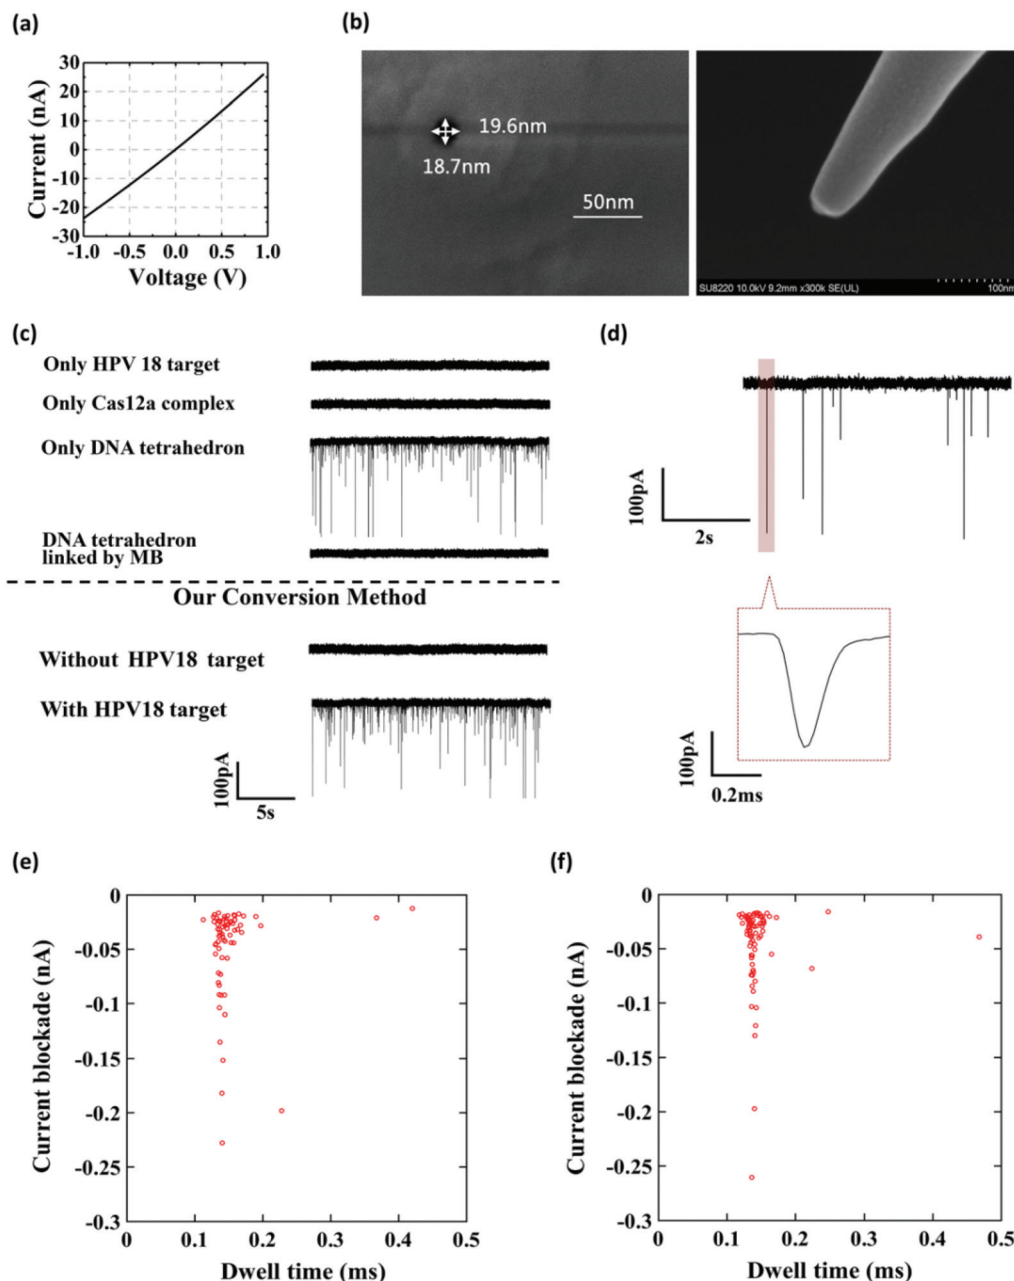 (a)
30
20
10
0
-10
-20
-30
-1.0 -0.5 0.0 0.5 1.0
Current (nA)
Voltage (V)
(b)
19.6nm
18.7nm
50nm
SU8220 10.0kV 9.2mm x300k SE(UL)
100nm
(c)
Only HPV 18 target
Only Cas12a complex
Only DNA tetrahedron
DNA tetrahedron
linked by MB
Our Conversion Method
Without HPV18 target
With HPV18 target
100pA
5s
(d)
100pA
2s
100pA
0.2ms
(e)
0
-0.05
-0.1
-0.15
-0.2
-0.25
-0.3
0 0.1 0.2 0.3 0.4 0.5
Current blockade (nA)
Dwell time (ms)
(f)
0
-0.05
-0.1
-0.15
-0.2
-0.25
-0.3
0 0.1 0.2 0.3 0.4 0.5
Current blockade (nA)
Dwell time (ms)